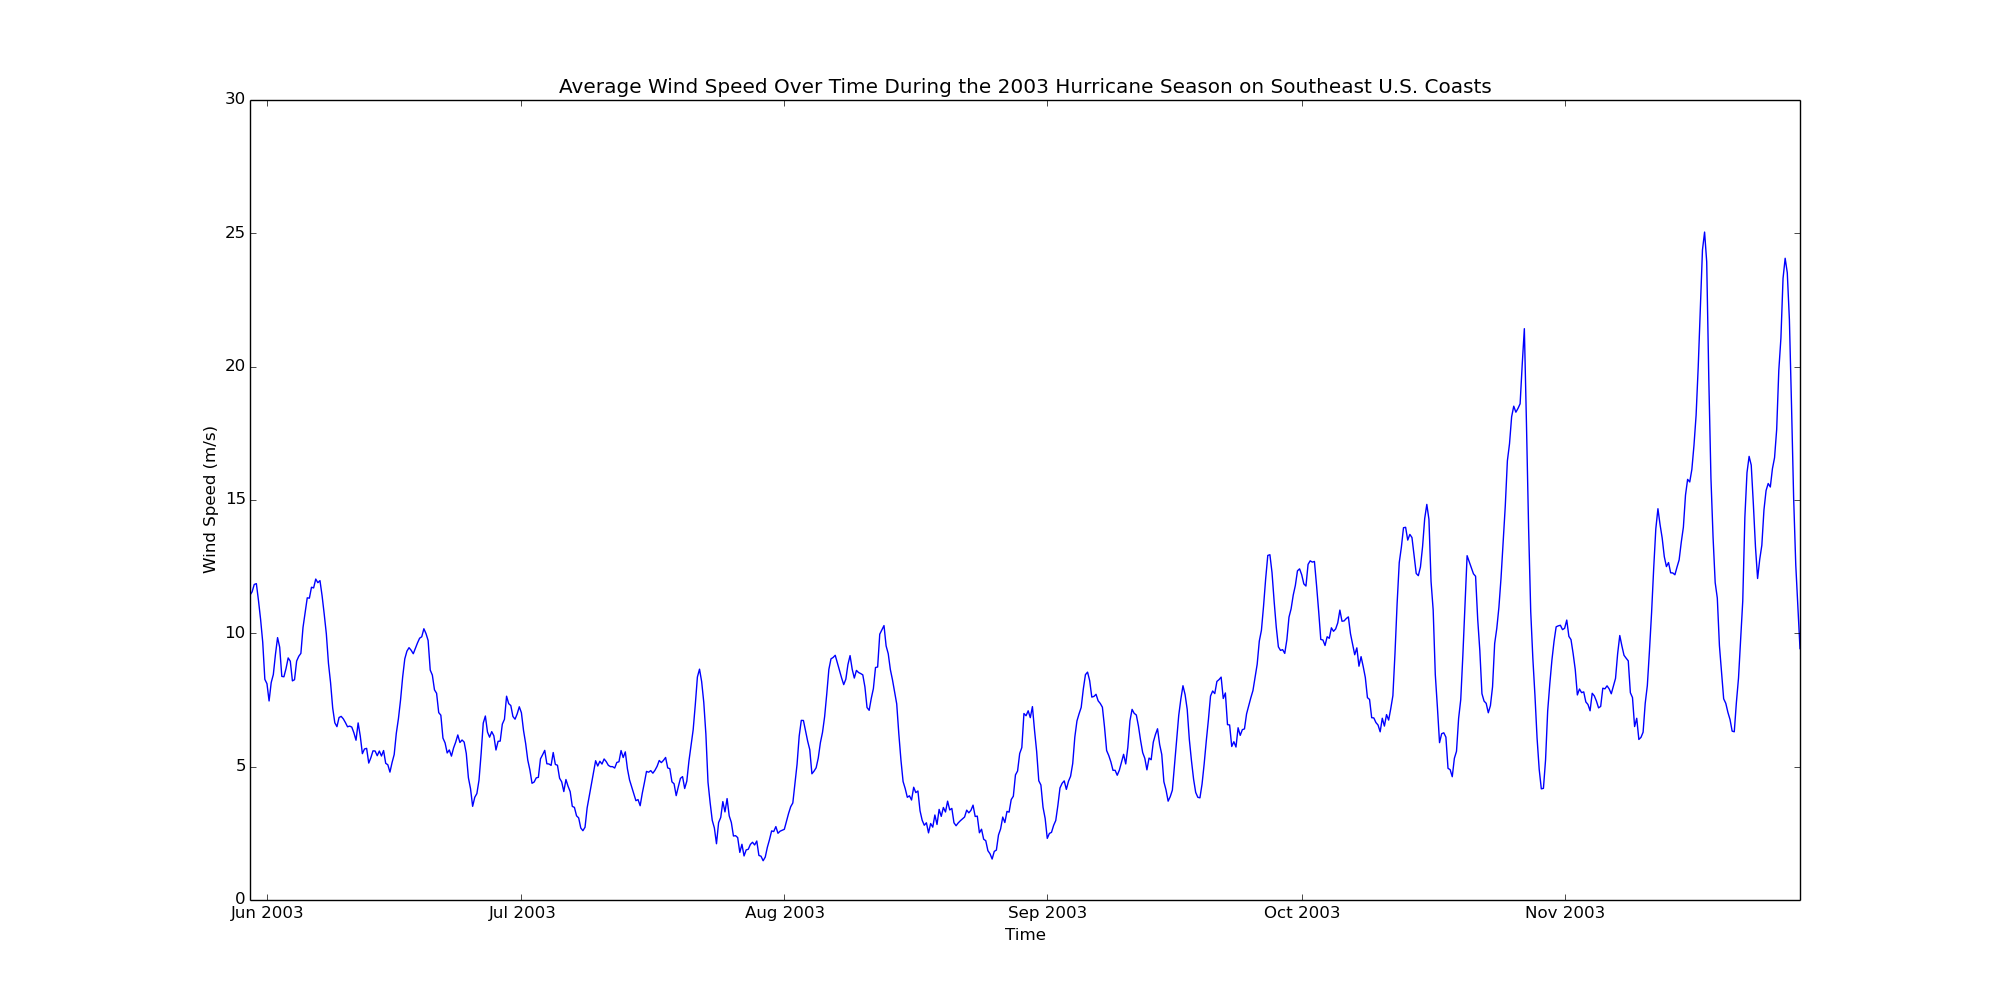 Average Wind Speed Over Time During the 2003 Hurricane Season on Southeast U.S. Coasts
30
25
20
15
10
5
0
Wind Speed (m/s)
Jun 2003 Jul 2003 Aug 2003 Sep 2003 Oct 2003 Nov 2003
Time